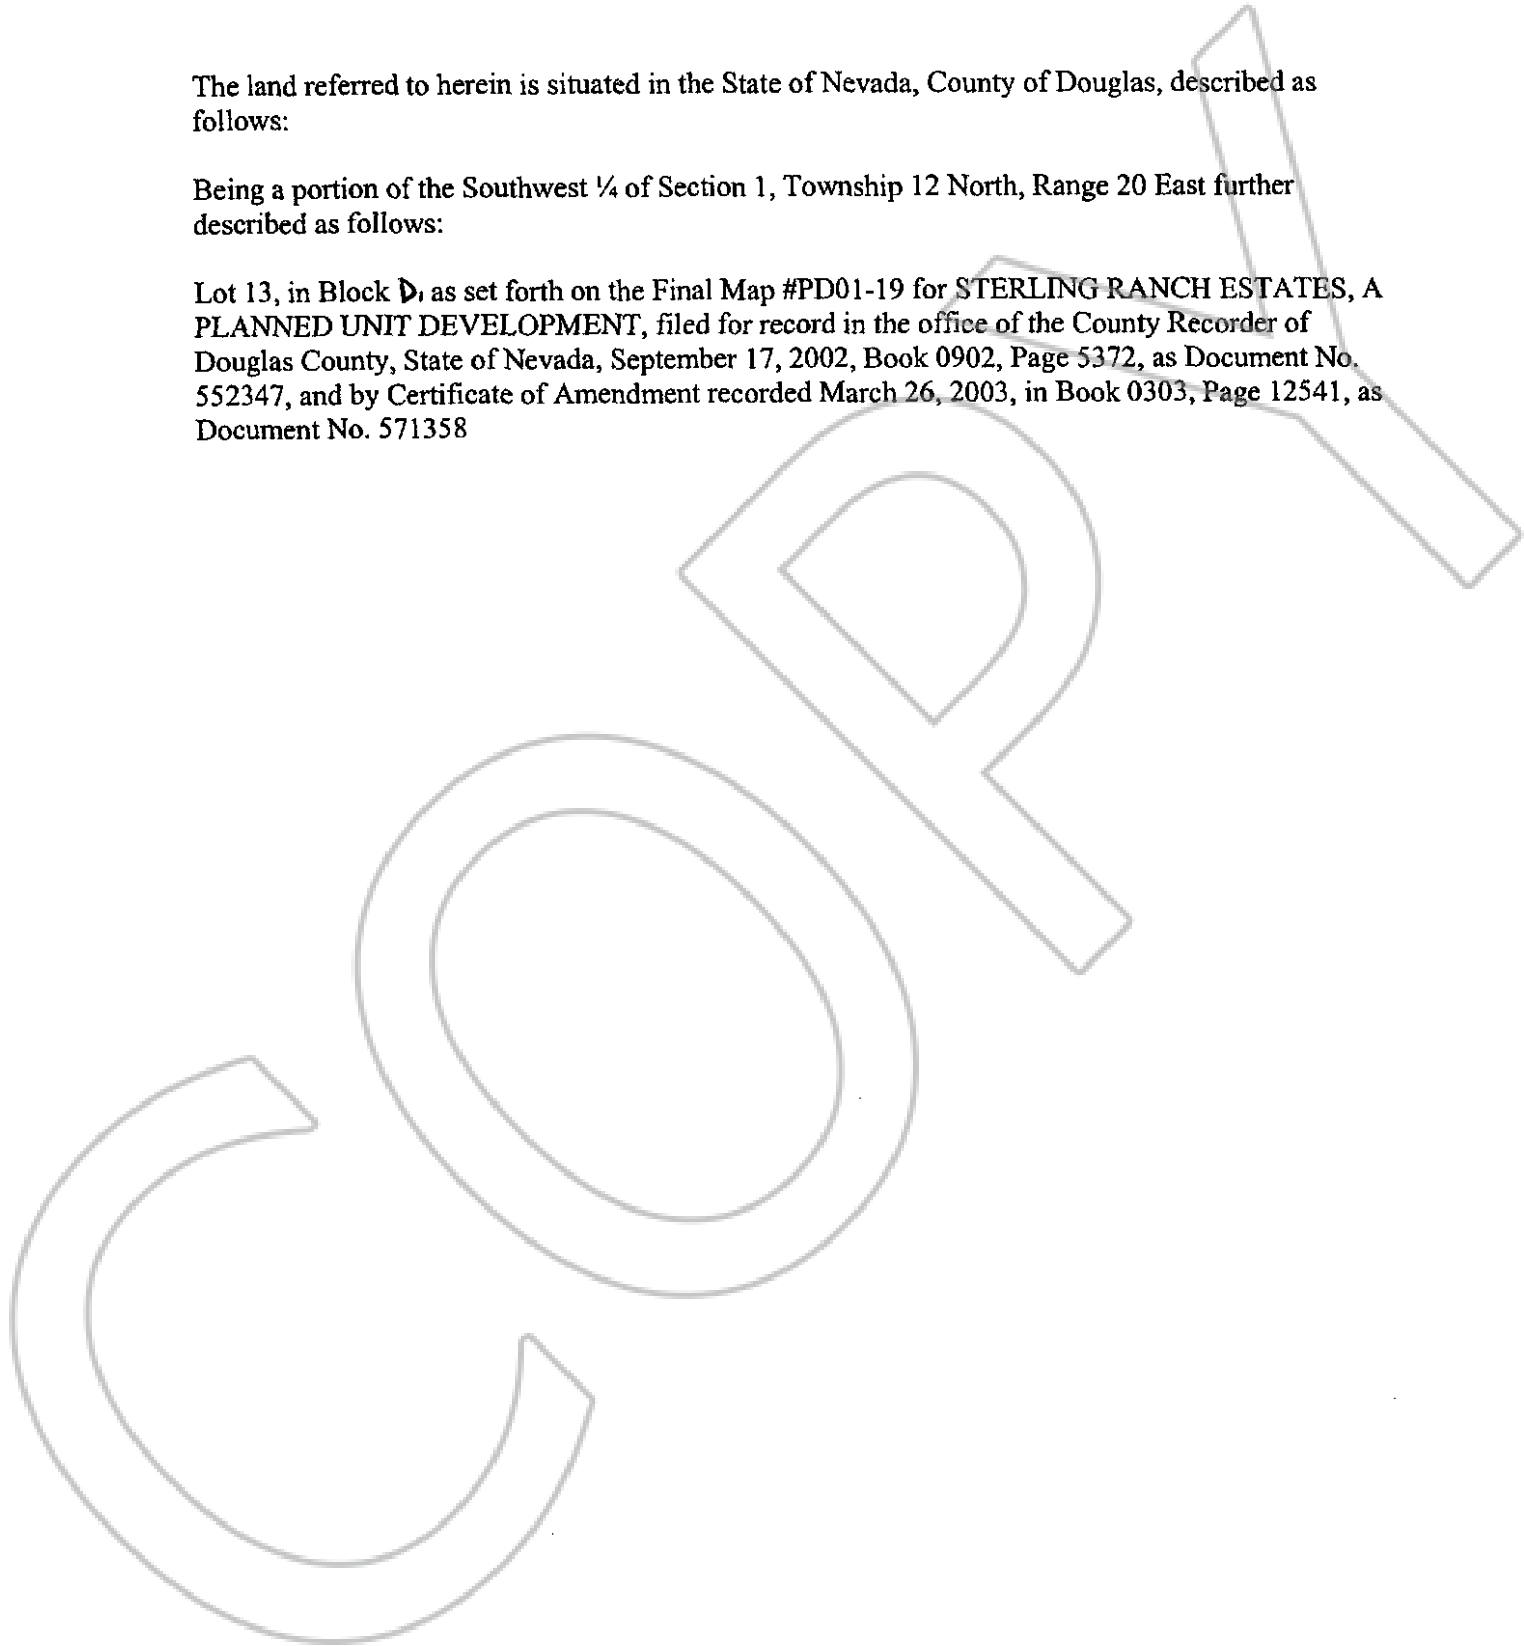 The land referred to herein is situated in the State of Nevada, County of Douglas, described as
follows:
Being a portion of the Southwest ¼ of Section 1, Township 12 North, Range 20 East further
described as follows:
Lot 13, in Block D, as set forth on the Final Map #PD01-19 for STERLING RANCH ESTATES, A
PLANNED UNIT DEVELOPMENT, filed for record in the office of the County Recorder of
Douglas County, State of Nevada, September 17, 2002, Book 0902, Page 5372, as Document No.
552347, and by Certificate of Amendment recorded March 26, 2003, in Book 0303, Page 12541, as
Document No. 571358
COPY